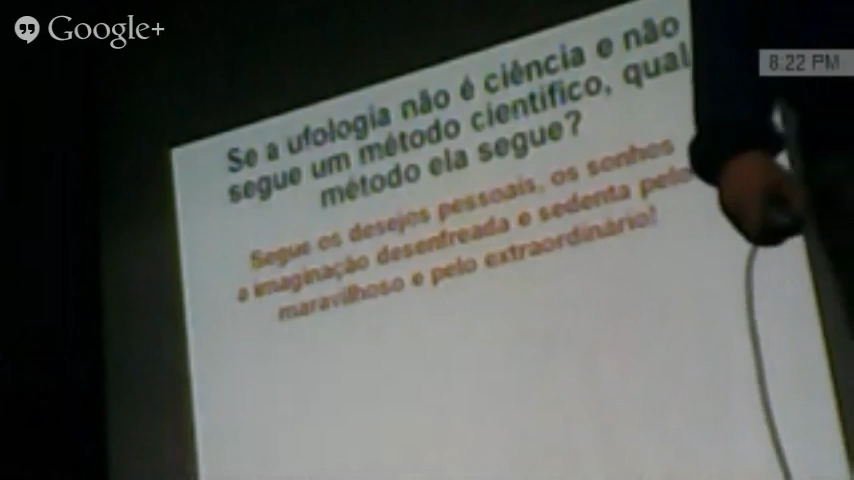 Google+
8:22 PM
Se a ufologia não é ciência e não
segue um método científico, qual
método ela segue?
Segue os desejos pessoais, os sonhos
a imaginação desenfreada e sedenta pelo
maravilhoso e pelo extraordinário!